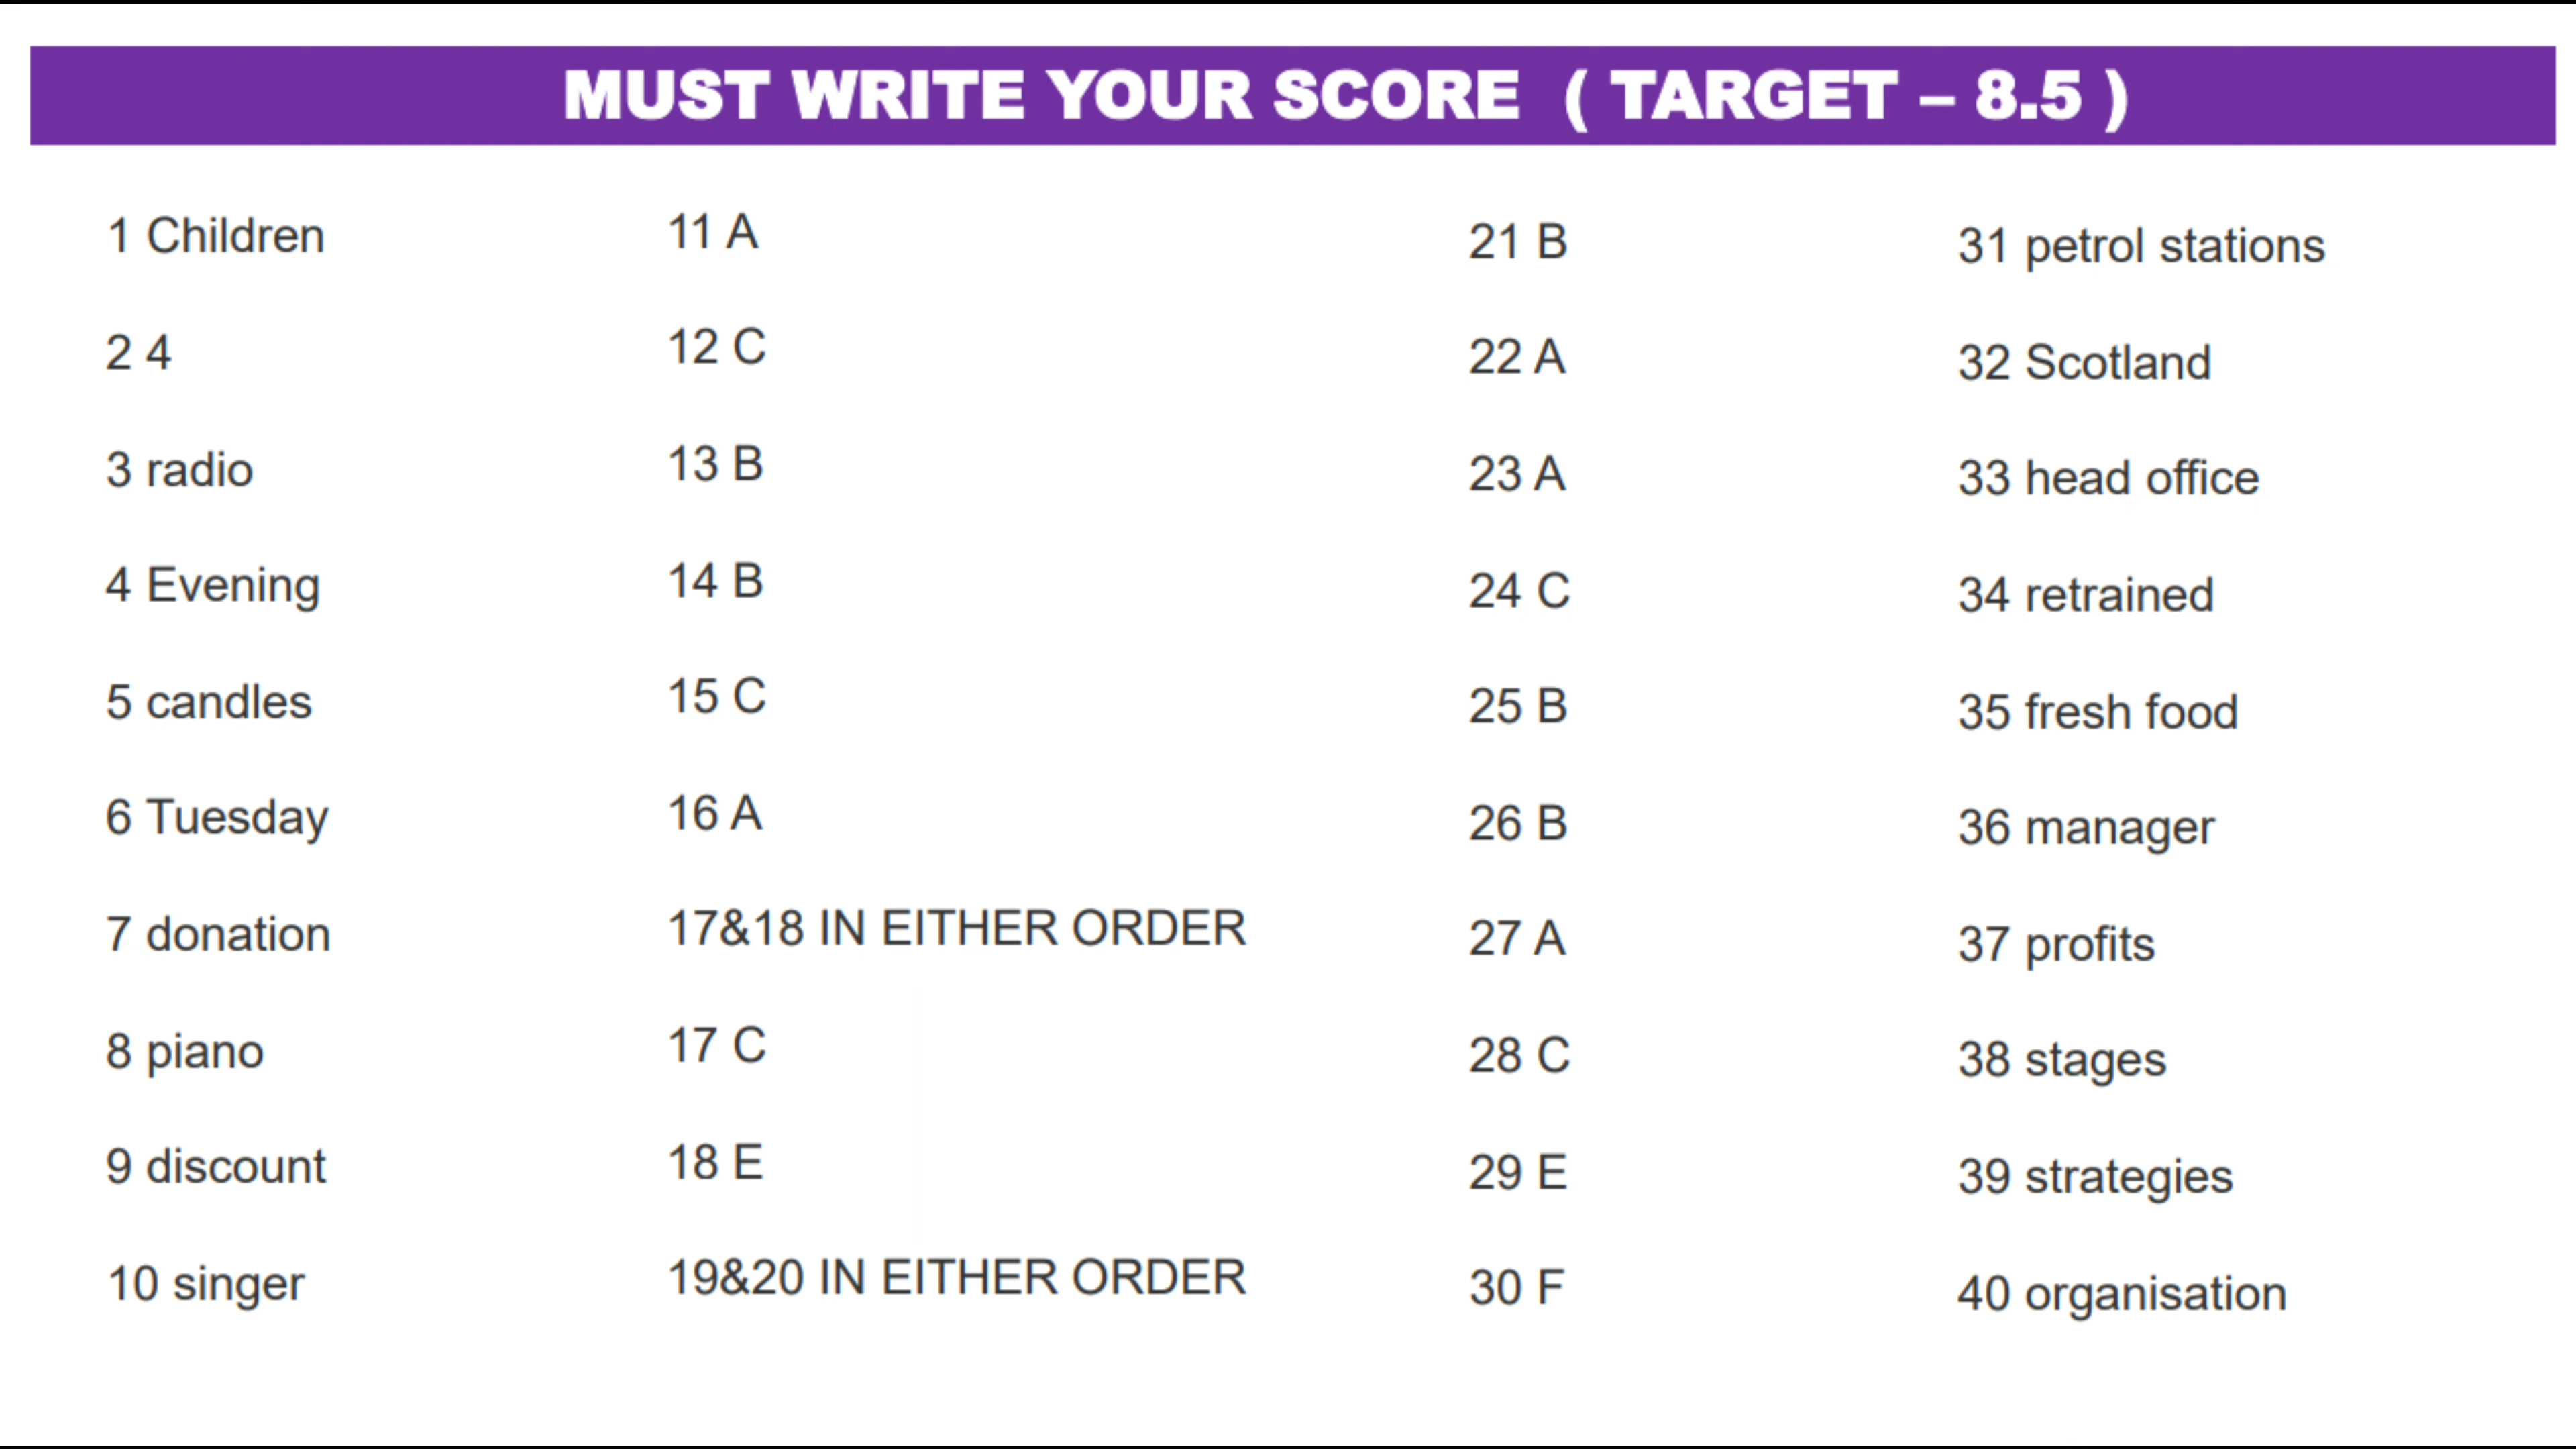 MUST WRITE YOUR SCORE ( TARGET – 8.5 )
1 Children
2 4
3 radio
4 Evening
5 candles
6 Tuesday
7 donation
8 piano
9 discount
10 singer
11 A
12 C
13 B
14 B
15 C
16 A
17&18 IN EITHER ORDER
17 C
18 E
19&20 IN EITHER ORDER
21 B
22 A
23 A
24 C
25 B
26 B
27 A
28 C
29 E
30 F
31 petrol stations
32 Scotland
33 head office
34 retrained
35 fresh food
36 manager
37 profits
38 stages
39 strategies
40 organisation